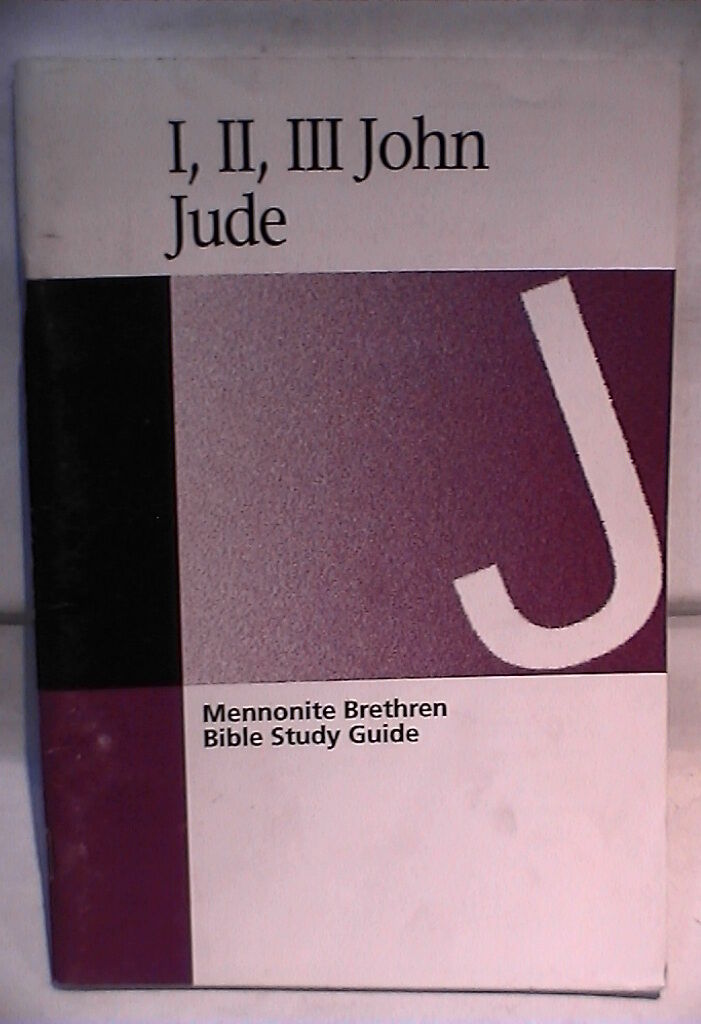 I, II, III John
Jude
J
Mennonite Brethren
Bible Study Guide